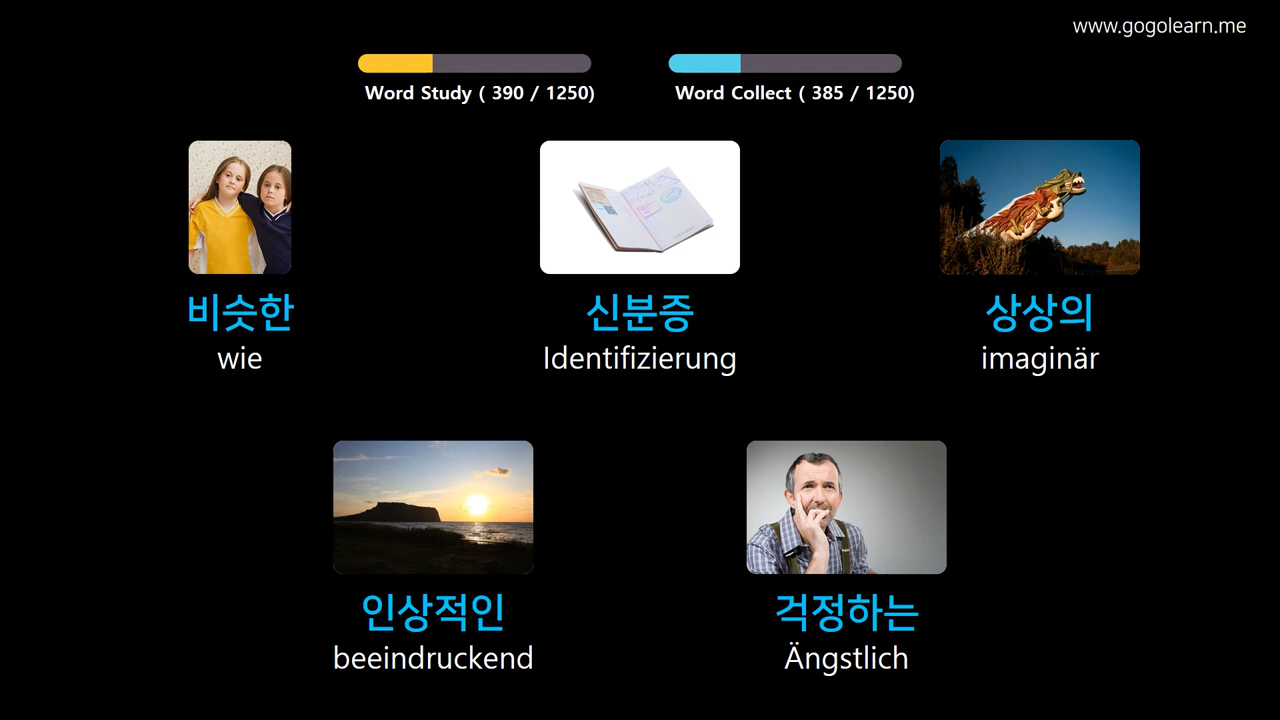 www.gogolearn.me
Word Study ( 390 / 1250)
Word Collect ( 385 / 1250)
비슷한
wie
신분증
Identifizierung
상상의
imaginär
인상적인
beeindruckend
걱정하는
Ängstlich